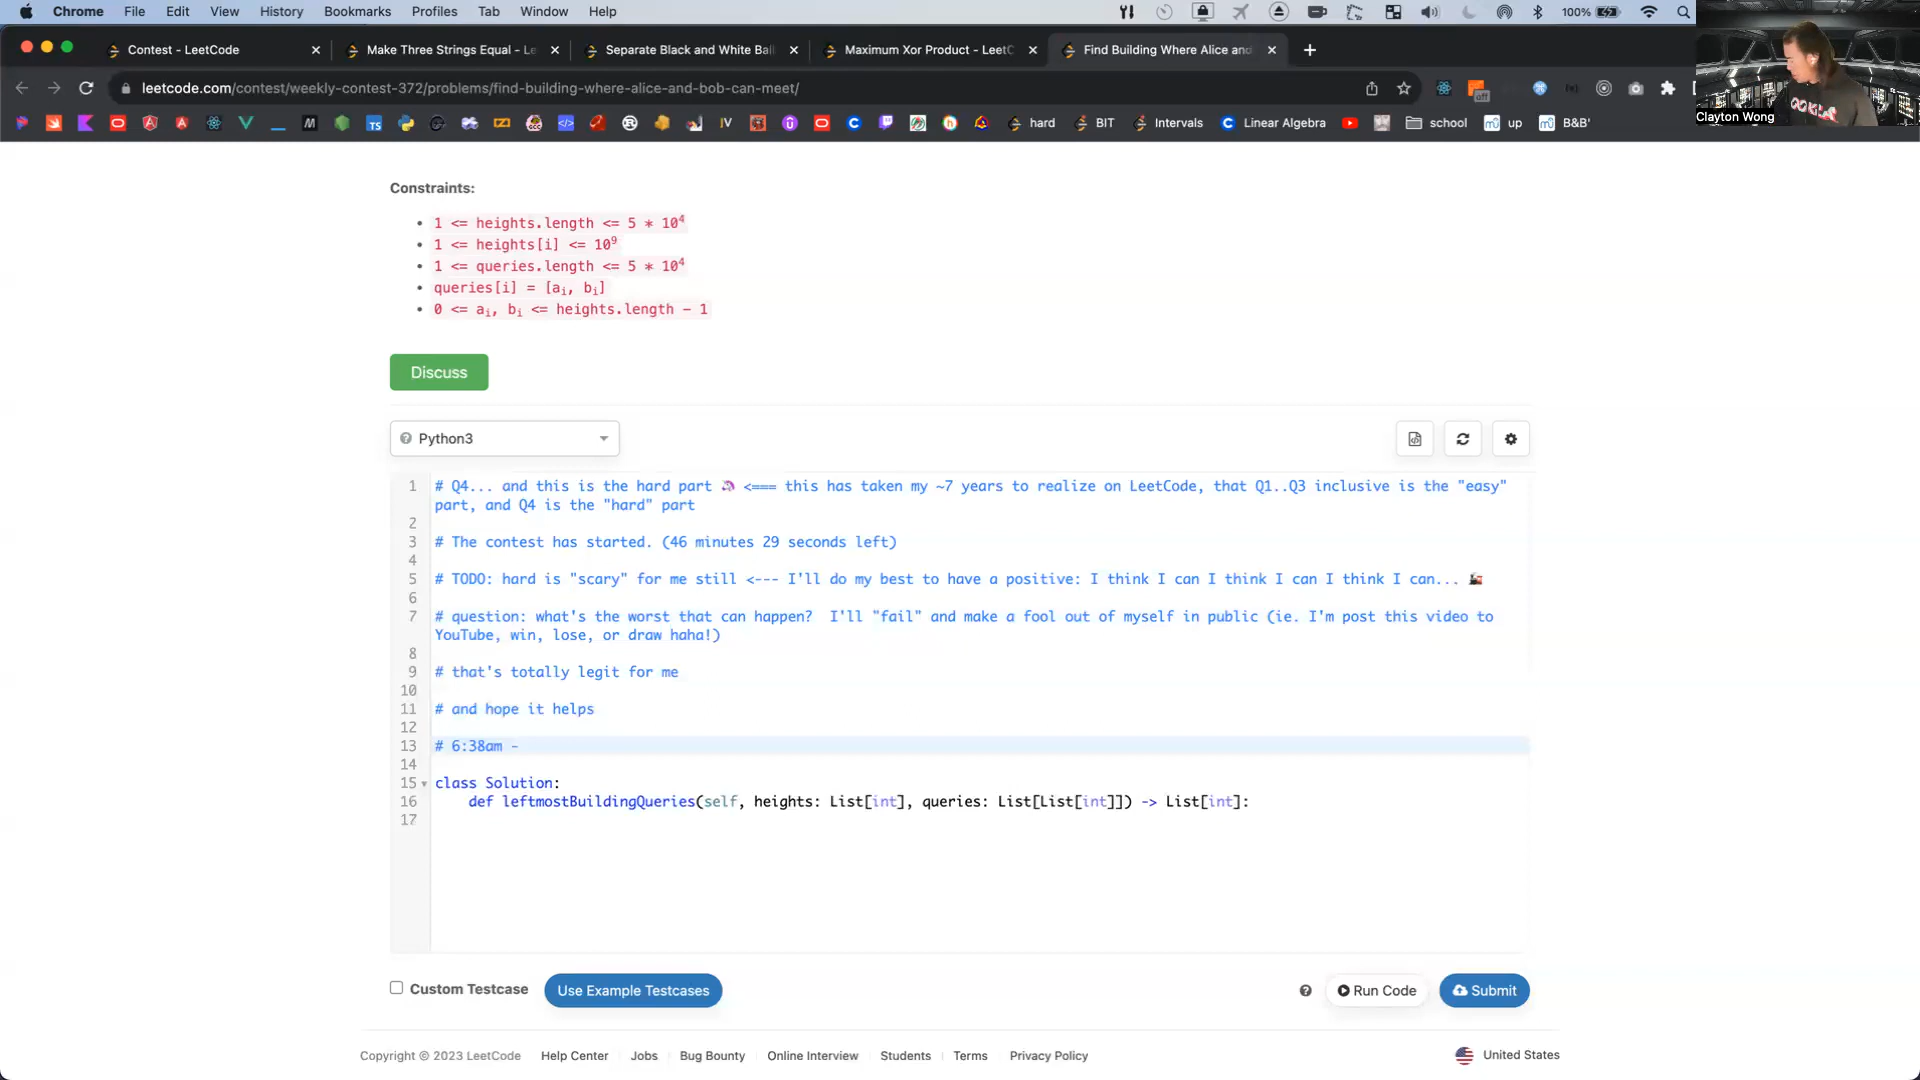 Chrome File Edit View History Bookmarks Profiles Tab Window Help 100%
Contest - LeetCode
Make Three Strings Equal - Le
Separate Black and White Ball
Maximum Xor Product - LeetC
Find Building Where Alice and
leetcode.com/contest/weekly-contest-372/problems/find-building-where-alice-and-bob-can-meet/
off
Clayton Wong
TS
IV
hard
BIT
Intervals
Linear Algebra
school
up
B&B'
Constraints:
1 <= heights.length <= 5 * 10^4
1 <= heights[i] <= 10^9
1 <= queries.length <= 5 * 10^4
queries[i] = [ai, bi]
0 <= ai, bi <= heights.length - 1
Discuss
Python3
1 # Q4... and this is the hard part 🦄 <=== this has taken my ~7 years to realize on LeetCode, that Q1..Q3 inclusive is the "easy"
part, and Q4 is the "hard" part
2
3 # The contest has started. (46 minutes 29 seconds left)
4
5 # TODO: hard is "scary" for me still <--- I'll do my best to have a positive: I think I can I think I can I think I can... 🚂
6
7 # question: what's the worst that can happen?  I'll "fail" and make a fool out of myself in public (ie. I'm post this video to
YouTube, win, lose, or draw haha!)
8
9 # that's totally legit for me
10
11 # and hope it helps
12
13 # 6:38am -
14
15 class Solution:
16 def leftmostBuildingQueries(self, heights: List[int], queries: List[List[int]]) -> List[int]:
17
Custom Testcase
Use Example Testcases
Run Code
Submit
Copyright © 2023 LeetCode Help Center Jobs Bug Bounty Online Interview Students Terms Privacy Policy United States